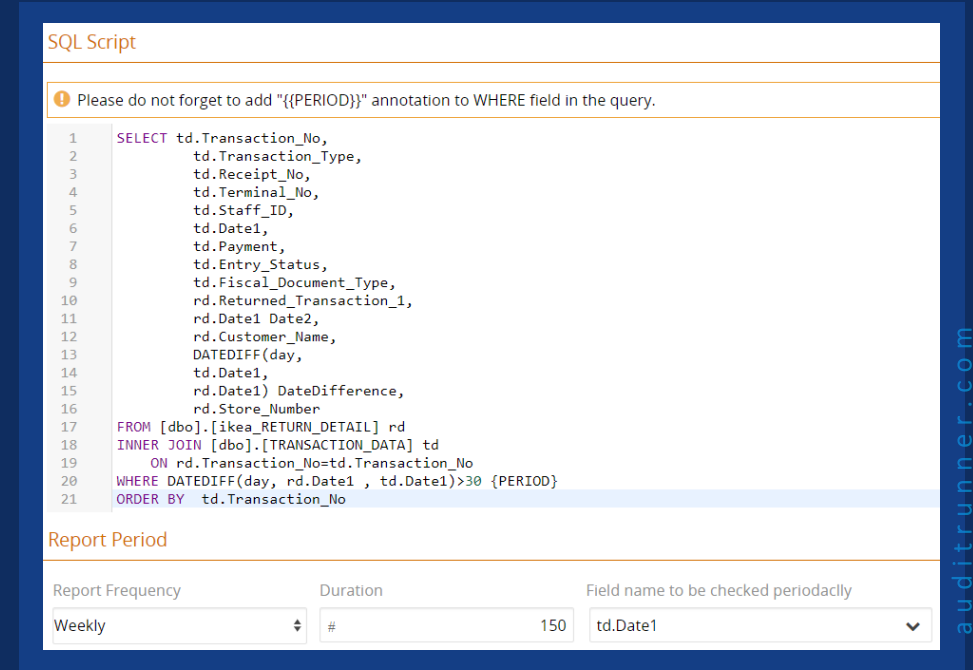 SQL Script
Please do not forget to add "{{PERIOD}}" annotation to WHERE field in the query.
1 SELECT td.Transaction_No,
2 td.Transaction_Type,
3 td.Receipt_No,
4 td.Terminal_No,
5 td.Staff_ID,
6 td.Date1,
7 td.Payment,
8 td.Entry_Status,
9 td.Fiscal_Document_Type,
10 rd.Returned_Transaction_1,
11 rd.Date1 Date2,
12 rd.Customer_Name,
13 DATEDIFF(day,
14 td.Date1,
15 rd.Date1) DateDifference,
16 rd.Store_Number
17 FROM [dbo].[ikea_RETURN_DETAIL] rd
18 INNER JOIN [dbo].[TRANSACTION_DATA] td
19 ON rd.Transaction_No=td.Transaction_No
20 WHERE DATEDIFF(day, rd.Date1 , td.Date1)>30 {PERIOD}
21 ORDER BY td.Transaction_No
Report Period
Report Frequency Duration Field name to be checked periodaclly
Weekly # 150 td.Date1
auditrunner.com